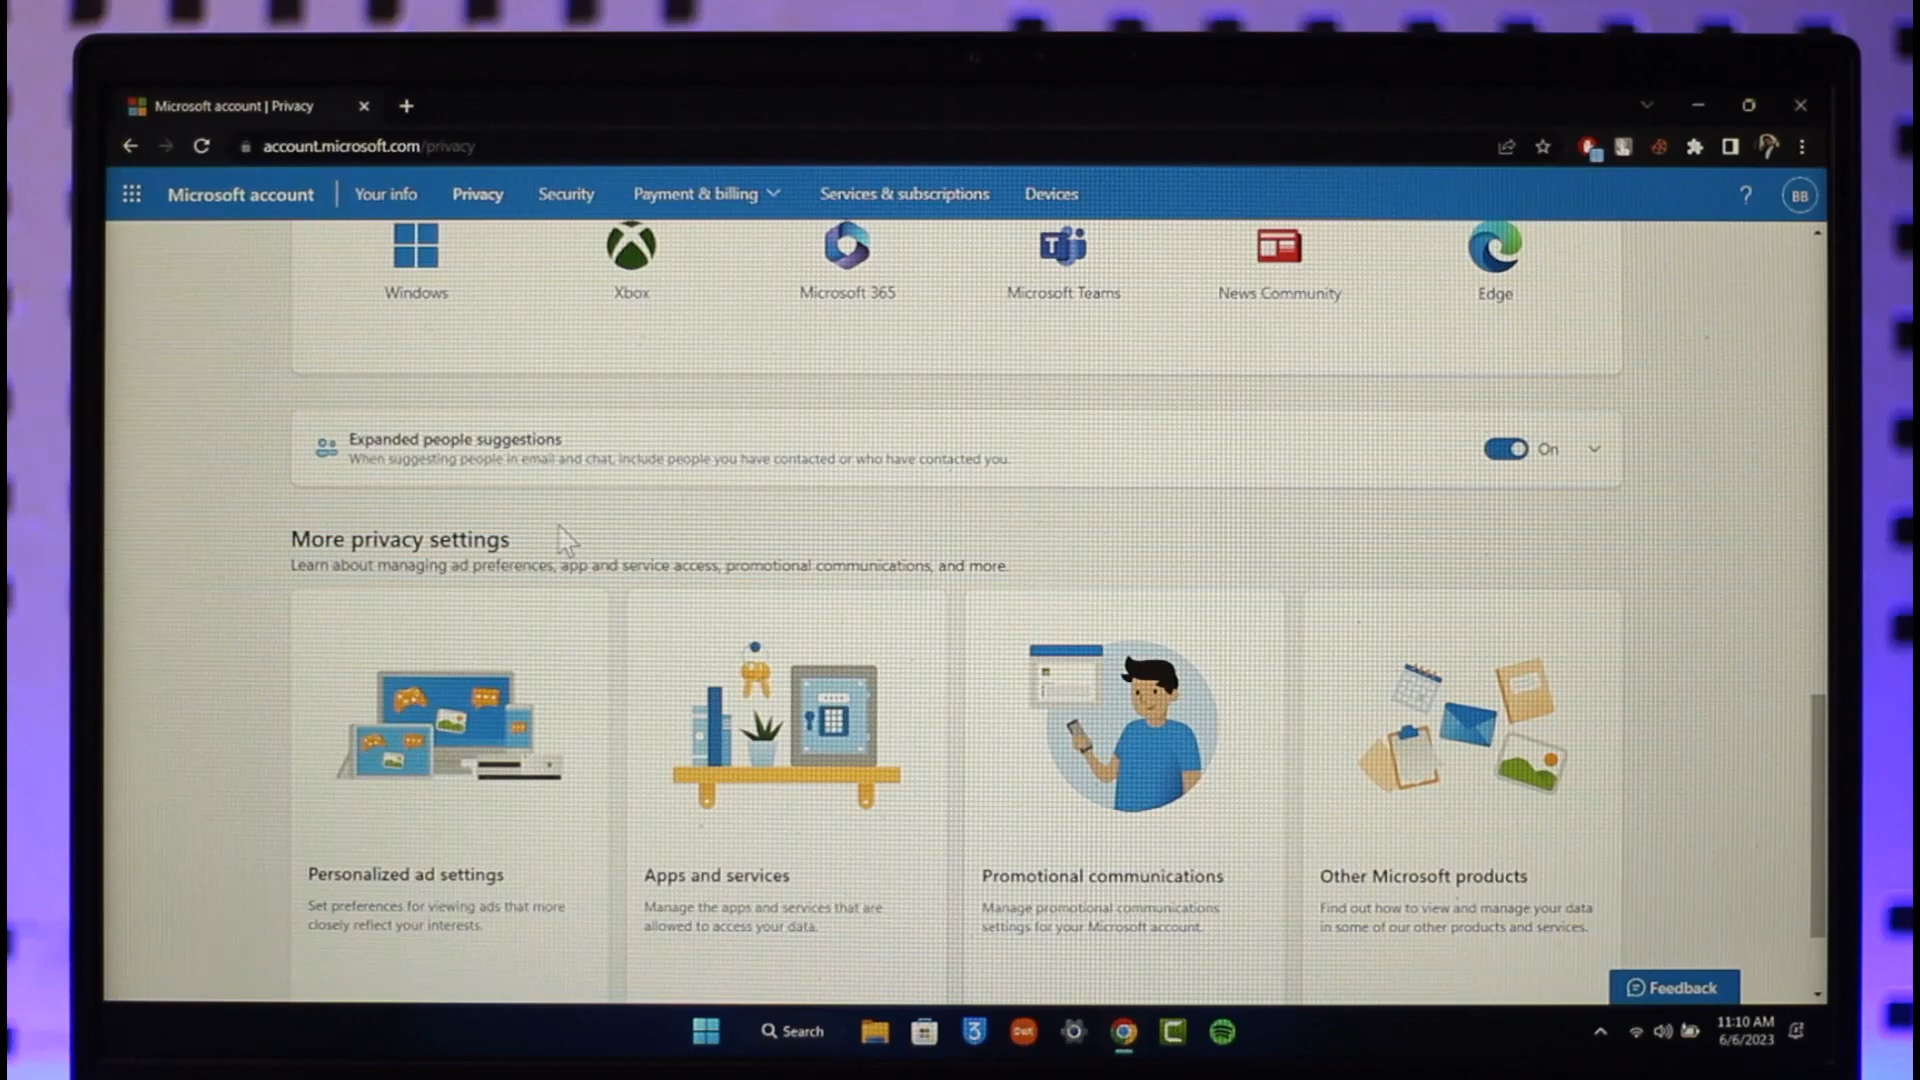 Microsoft account | Privacy
account.microsoft.com/privacy
Microsoft account
Your info
Privacy
Security
Payment & billing
Services & subscriptions
Devices
?
BB
Windows
Xbox
Microsoft 365
Microsoft Teams
News Community
Edge
Expanded people suggestions
When suggesting people in email and chat, include people you have contacted or who have contacted you.
On
More privacy settings
Learn about managing ad preferences, app and service access, promotional communications, and more.
Personalized ad settings
Set preferences for viewing ads that more
closely reflect your interests.
Apps and services
Manage the apps and services that are
allowed to access your data.
Promotional communications
Manage promotional communications
settings for your Microsoft account.
Other Microsoft products
Find out how to view and manage your data
in some of our other products and services.
Feedback
Search
11:10 AM
6/6/2023